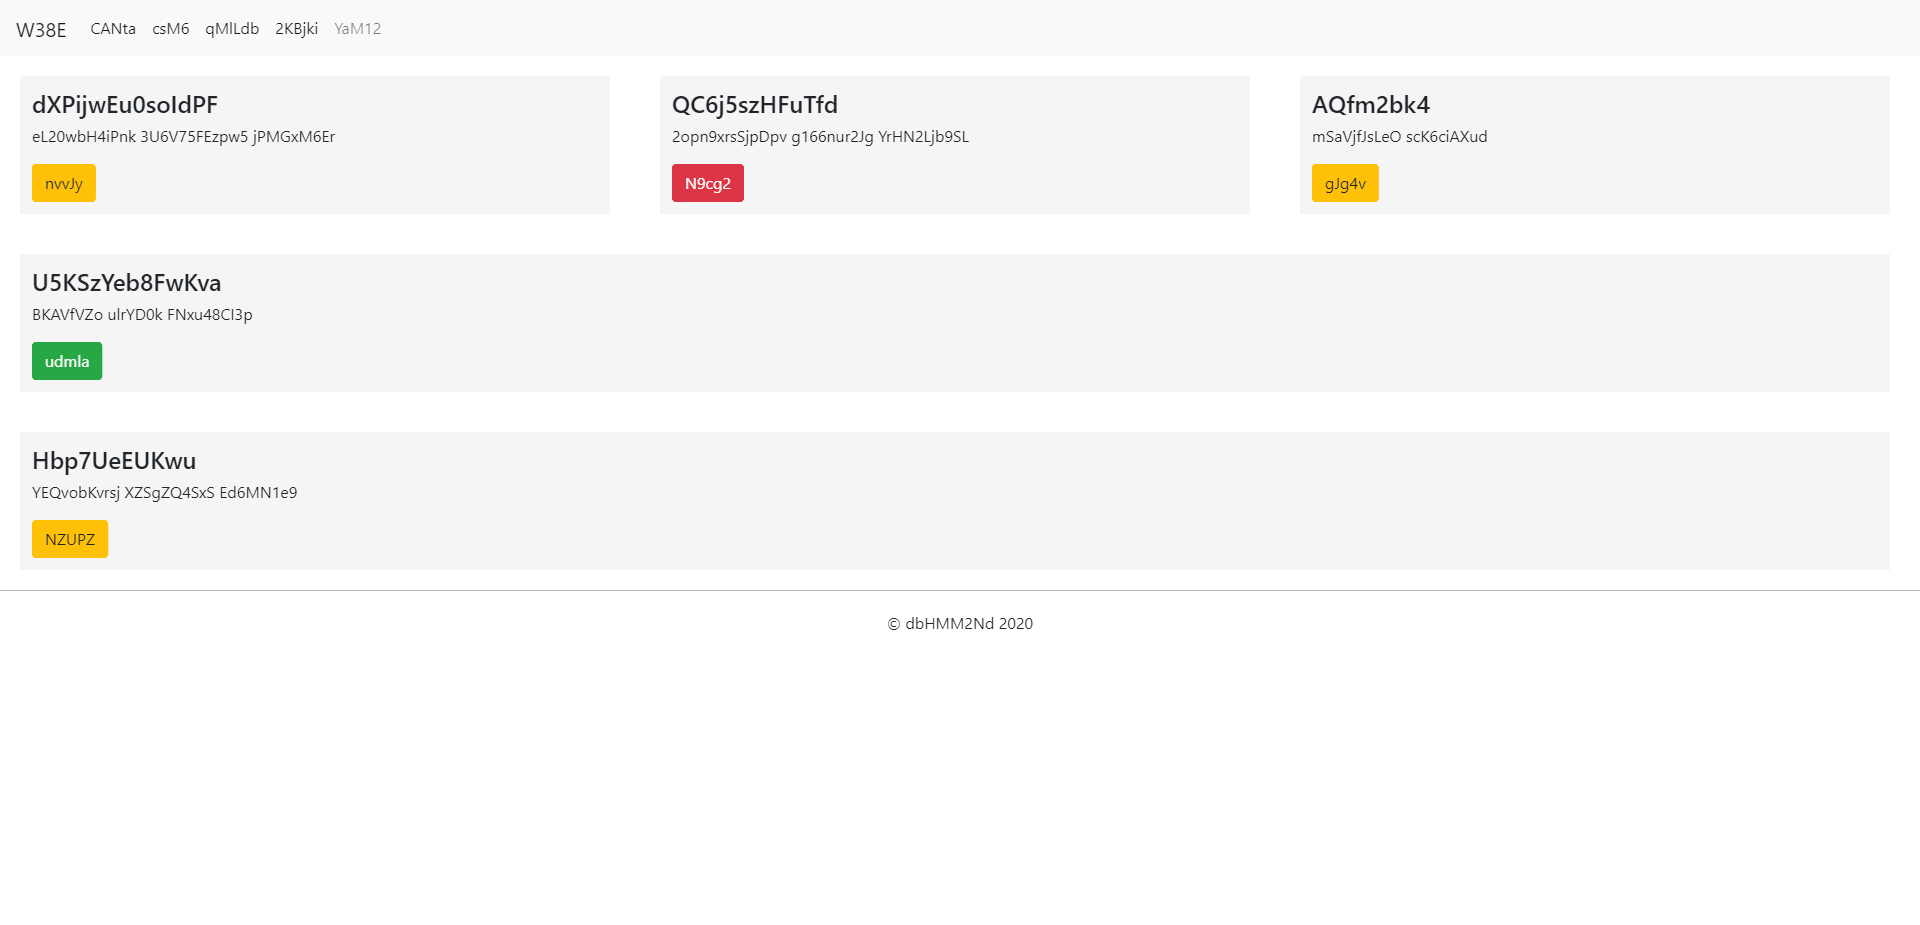 W38E CANta csM6 qMlLdb 2KBjki YaM12
dXPijwEu0soIdPF
eL20wbH4iPnk 3U6V75FEzpw5 jPMGxM6Er
nvvJy
QC6j5szHFuTfd
2opn9xrsSjpDpv g166nur2Jg YrHN2Ljb9SL
N9cg2
AQfm2bk4
mSaVjfJsLeO scK6ciAXud
gJg4v
U5KSzYeb8FwKva
BKAVfVZo ulrYD0k FNxu48CI3p
udmla
Hbp7UeEUKwu
YEQvobKvrsj XZSgZQ4SxS Ed6MN1e9
NZUPZ
© dbHMM2Nd 2020